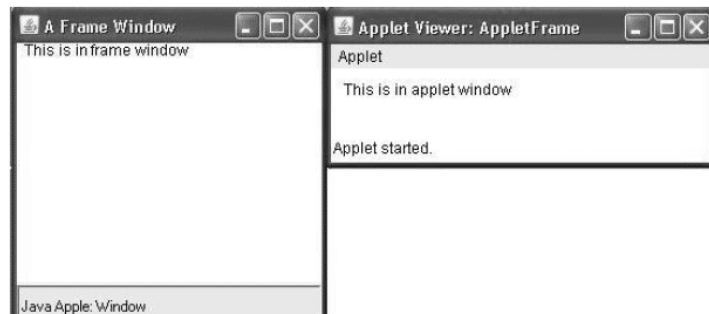 A Frame Window
This is in frame window
Java Apple: Window
Applet Viewer: AppletFrame
Applet
This is in applet window
Applet started.